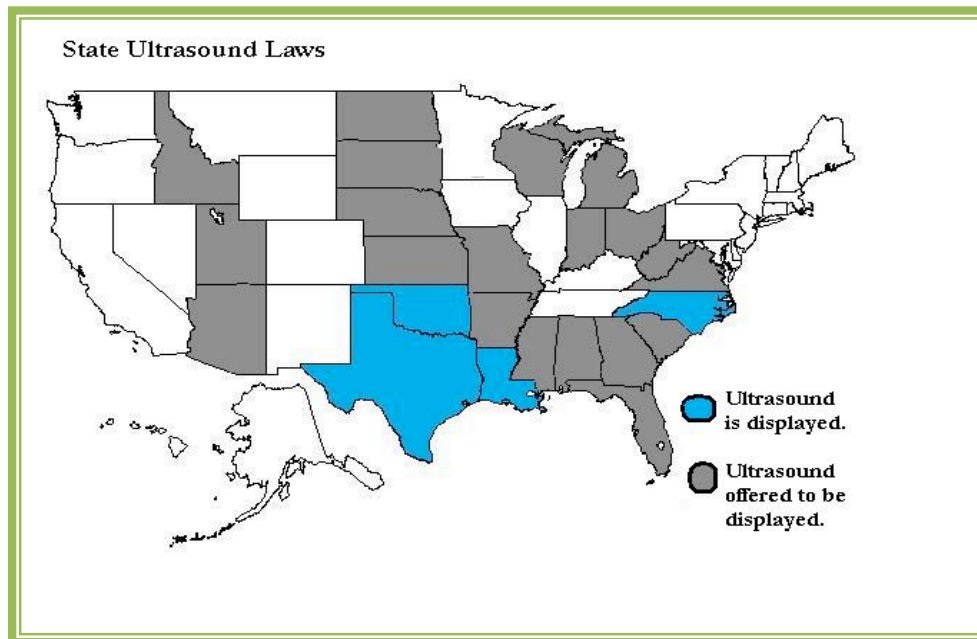 State Ultrasound Laws
Ultrasound
is displayed.
Ultrasound
offered to be
displayed.